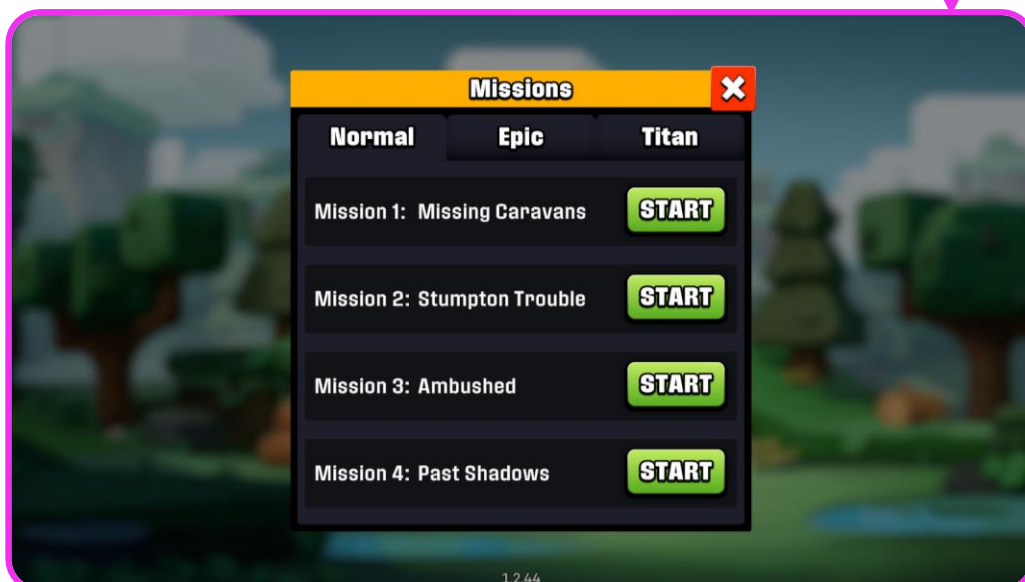 Missions
Normal Epic Titan
Mission 1: Missing Caravans START
Mission 2: Stumpton Trouble START
Mission 3: Ambushed START
Mission 4: Past Shadows START
1.2.44